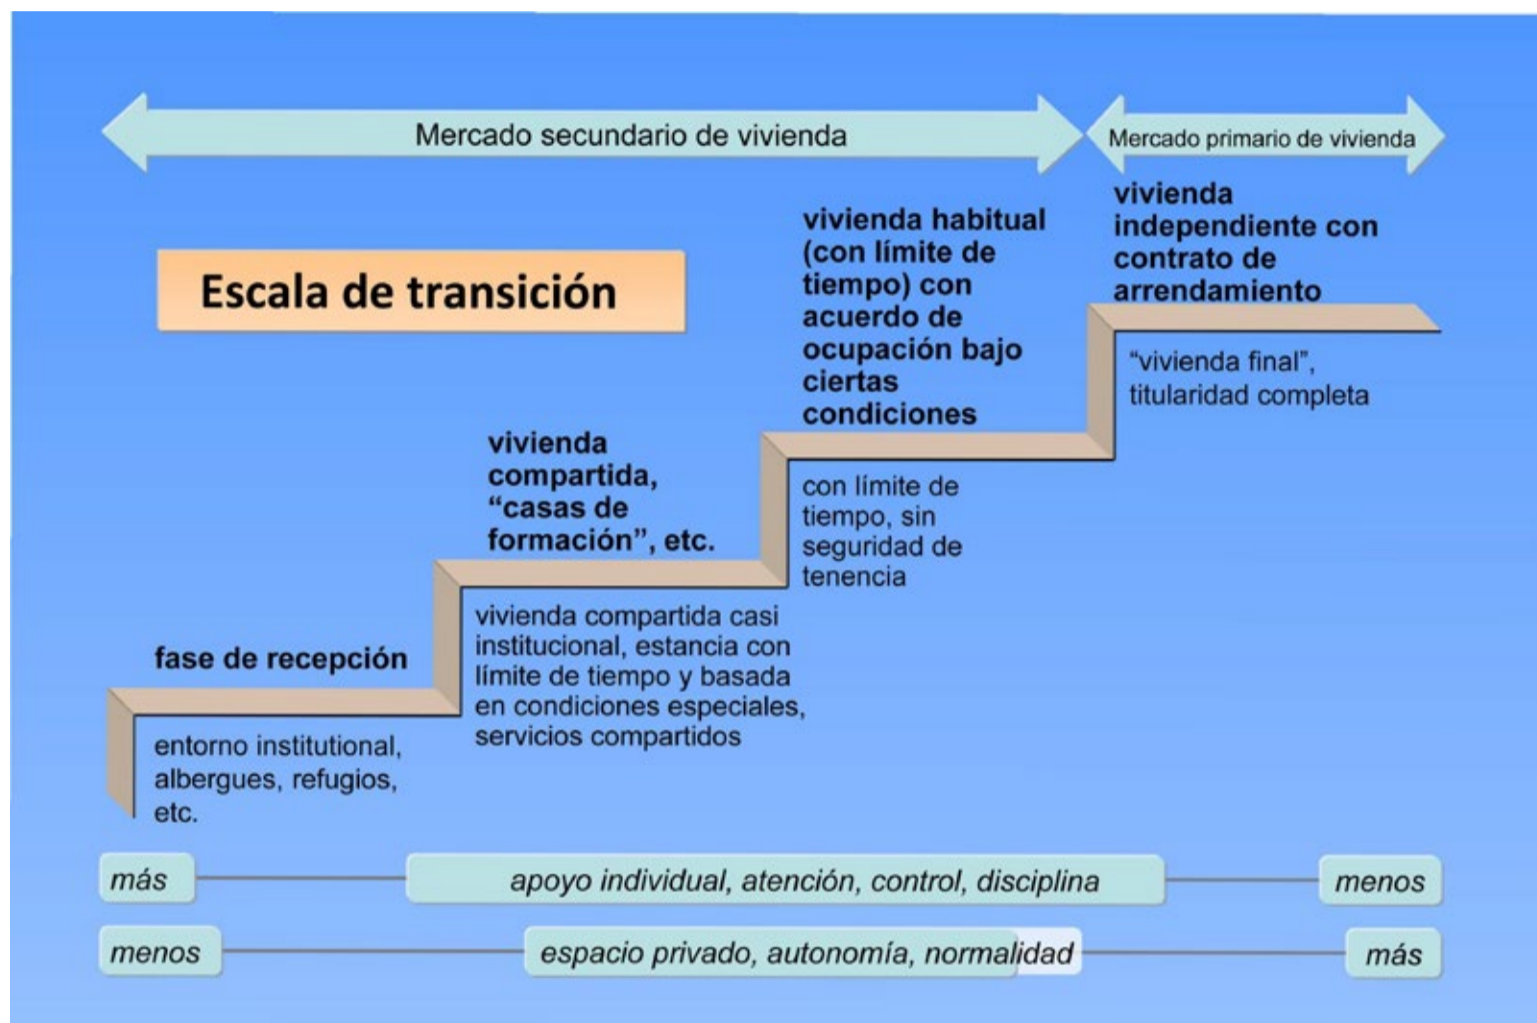 Mercado secundario de vivienda
Mercado primario de vivienda
Escala de transición
fase de recepción
entorno institutional,
albergues, refugios,
etc.
vivienda
compartida,
“casas de
formación”, etc.
vivienda compartida casi
institucional, estancia con
límite de tiempo y basada
en condiciones especiales,
servicios compartidos
vivienda habitual
(con límite de
tiempo) con
acuerdo de
ocupación bajo
ciertas
condiciones
con límite de
tiempo, sin
seguridad de
tenencia
vivienda
independiente con
contrato de
arrendamiento
“vivienda final”,
titularidad completa
más apoyo individual, atención, control, disciplina menos
menos espacio privado, autonomía, normalidad más